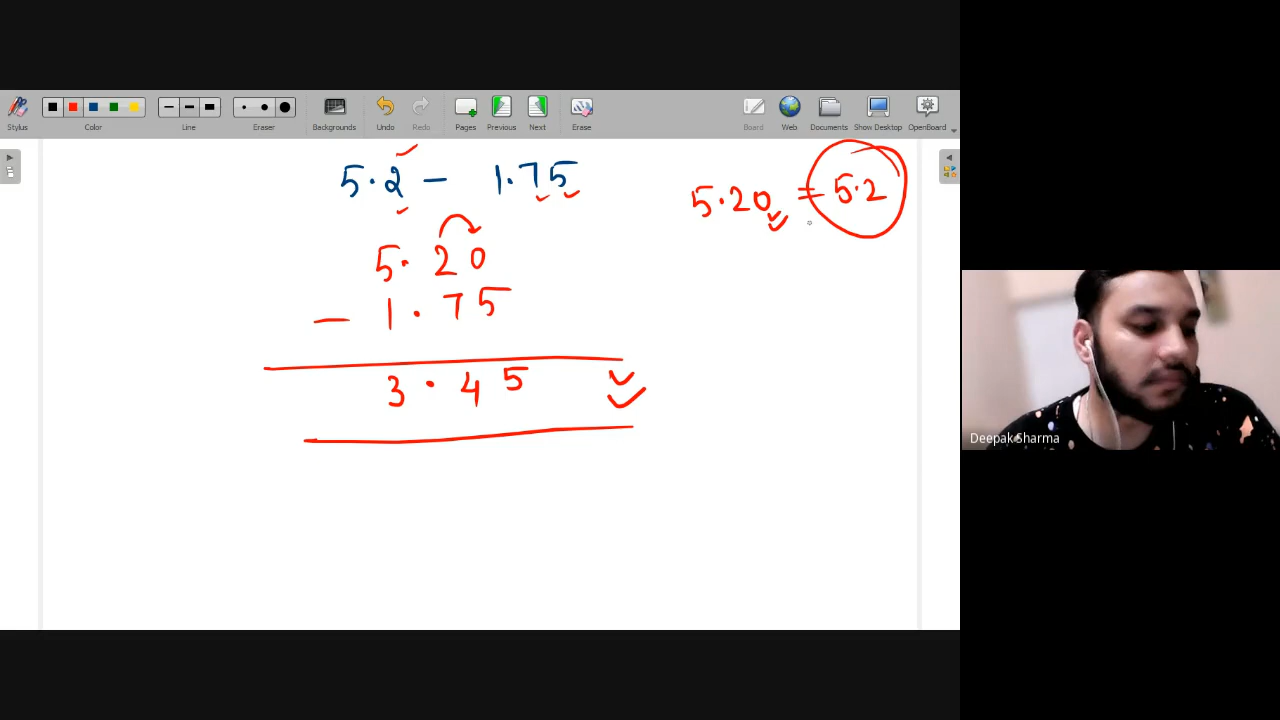 Stylus
Color
Line
Eraser
Backgrounds
Undo
Redo
Pages
Previous
Next
Erase
Board
Web
Documents
Show Desktop
OpenBoard
5.2 - 1.75
5.20 = 5.2
5.20
- 1.75
3.45
Deepak Sharma